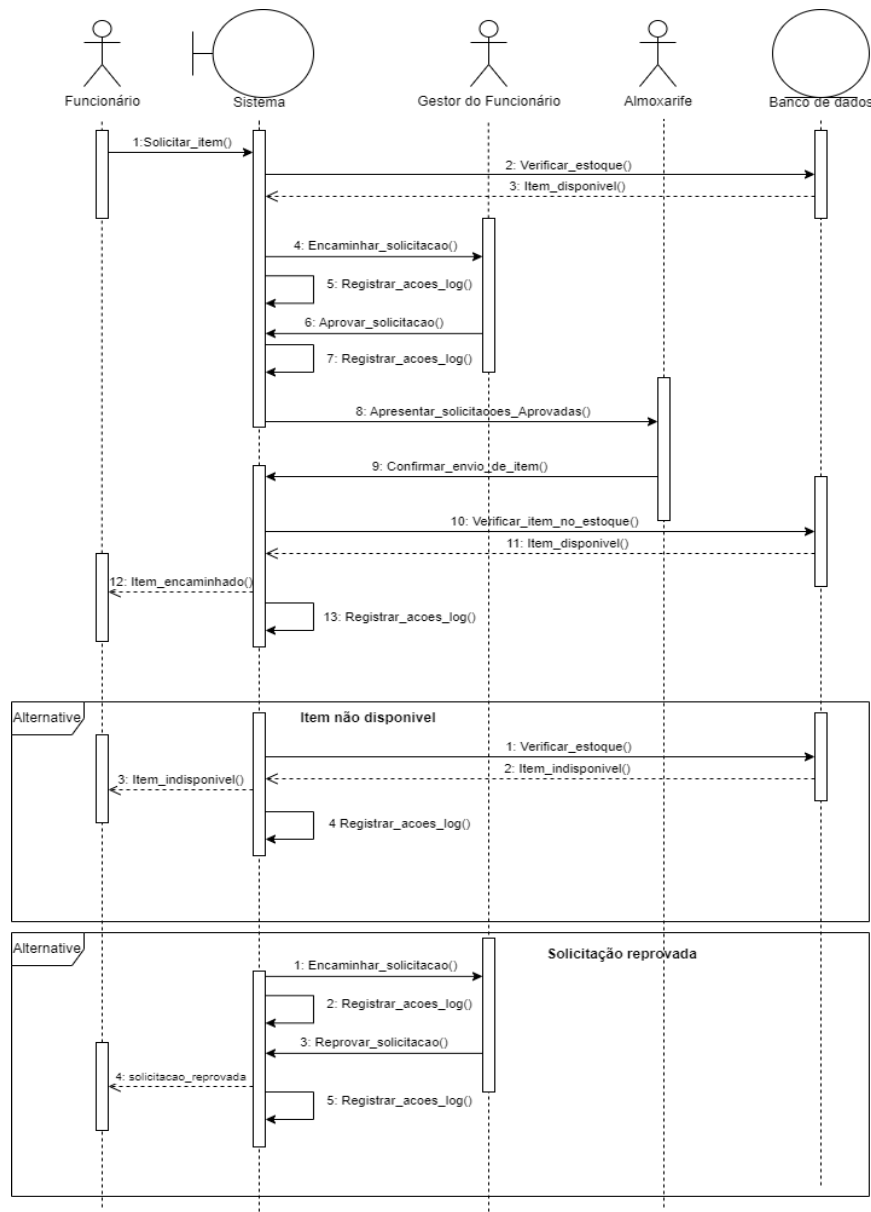 Funcionário
Sistema
Gestor do Funcionário
Almoxarife
Banco de dados
1:Solicitar_item()
2: Verificar_estoque()
3: Item_disponivel()
4: Encaminhar_solicitacao()
5: Registrar_acoes_log()
6: Aprovar_solicitacao()
7: Registrar_acoes_log()
8: Apresentar_solicitacoes_Aprovadas()
9: Confirmar_envio_de_item()
10: Verificar_item_no_estoque()
11: Item_disponivel()
12: Item_encaminhado()
13: Registrar_acoes_log()
Alternative
Item não disponivel
1: Verificar_estoque()
2: Item_indisponivel()
3: Item_indisponivel()
4 Registrar_acoes_log()
Alternative
Solicitação reprovada
1: Encaminhar_solicitacao()
2: Registrar_acoes_log()
3: Reprovar_solicitacao()
4: solicitacao_reprovada
5: Registrar_acoes_log()